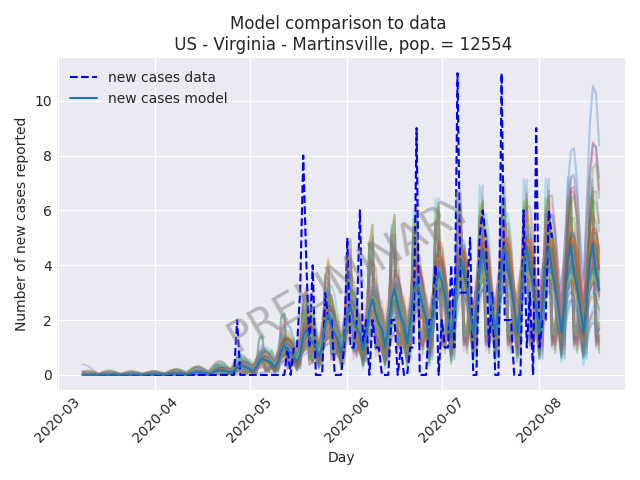 Model comparison to data
US - Virginia - Martinsville, pop. = 12554
new cases data
new cases model
Number of new cases reported
10
8
6
4
2
0
PRELIMINARY
2020-03
2020-04
2020-05
2020-06
2020-07
2020-08
Day